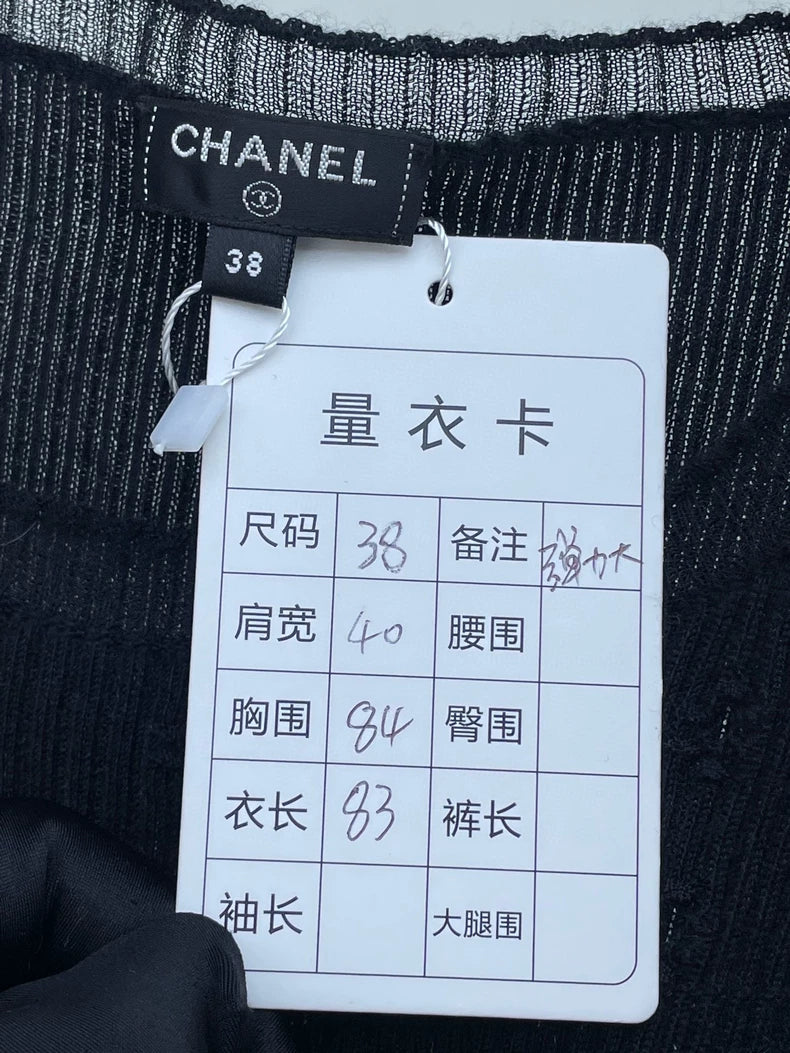 CHANEL
38
量衣卡
尺码 38 备注 弹力大
肩宽 40 腰围
胸围 84 臀围
衣长 83 裤长
袖长 大腿围